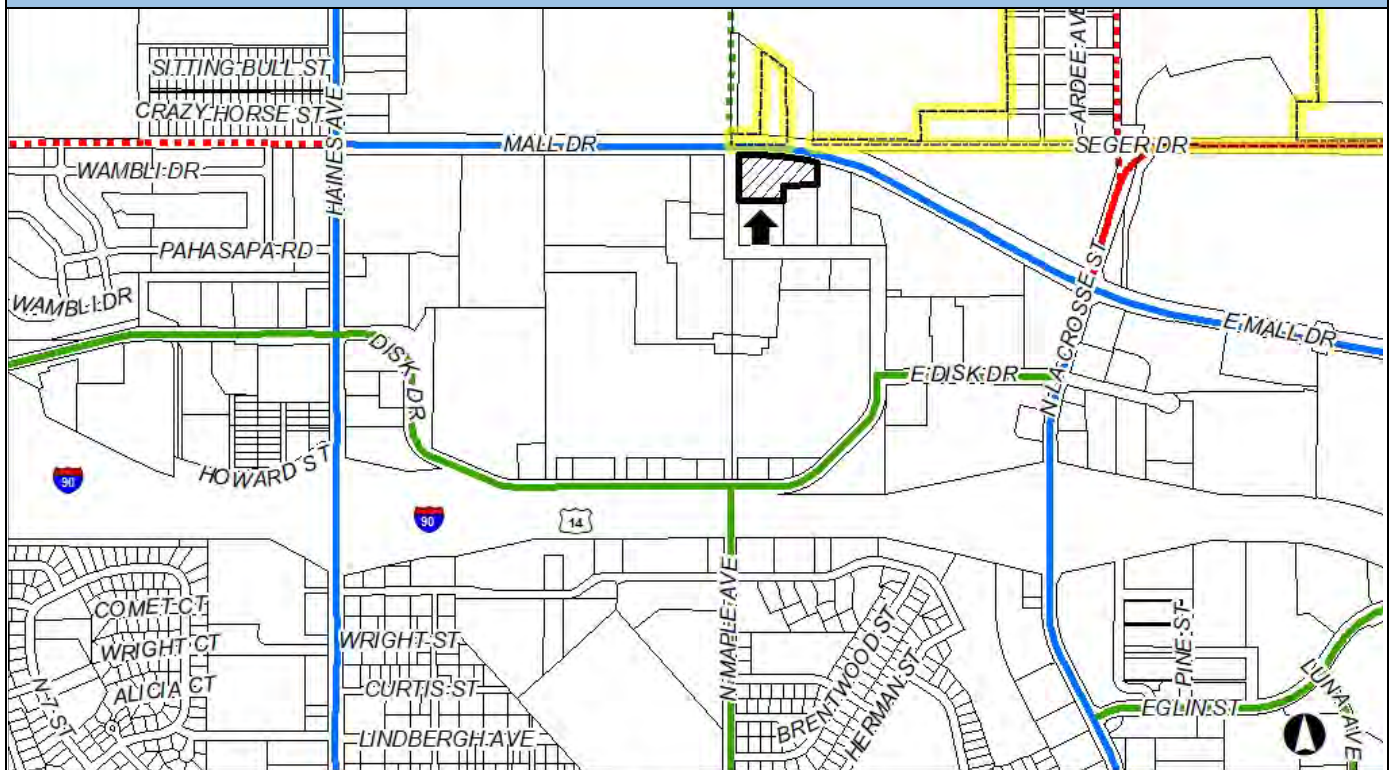 SITTING BULL ST
CRAZY HORSE ST
HAINES AVE
MALL DR
ARDEE AVE
SEGER DR
WAMBLI DR
PAHASAPA RD
WAMBLI DR
N LA CROSSE ST
E MALL DR
DISK DR
E DISK DR
HOWARD ST
90
90
14
COMET CT
WRIGHT CT
ALICIA CT
N 7 ST
WRIGHT ST
CURTIS ST
LINDBERGH AVE
N MAPLE AVE
BRENTWOOD ST
HERMAN ST
PINE ST
EGLIN ST
LUNA AVE